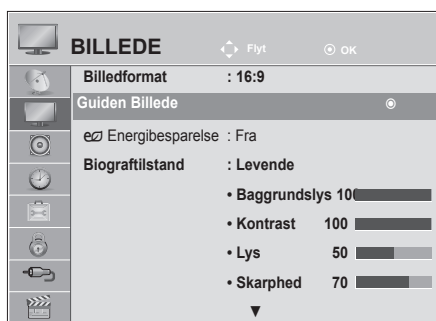 BILLEDE Flyt OK
Billedformat : 16:9
Guiden Billede
Energibesparelse : Fra
Biograftilstand : Levende
• Baggrundslys 100
• Kontrast 100
• Lys 50
• Skarphed 70
▼